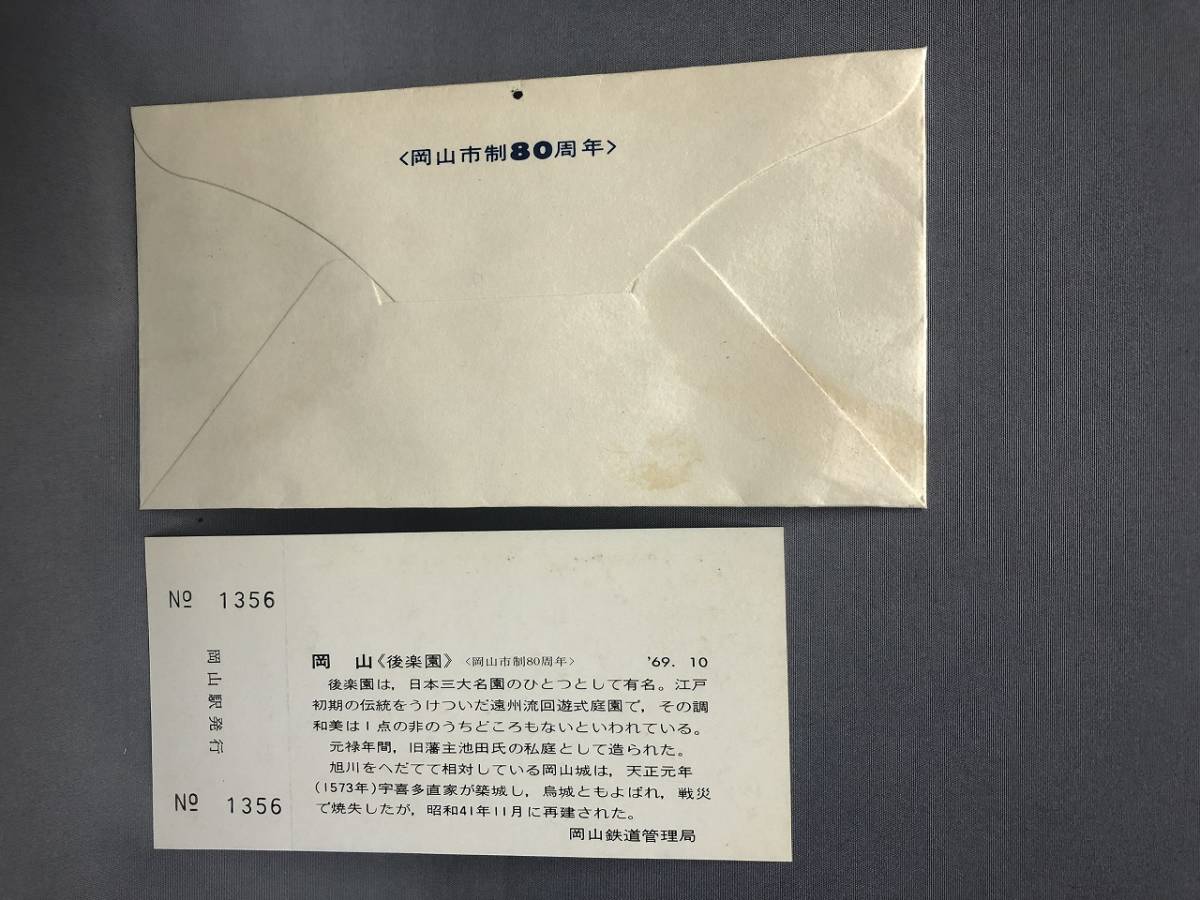 <岡山市制80周年>
№ 1356
岡山駅発行
№ 1356
岡 山《後楽園》<岡山市制80周年> '69. 10
後楽園は，日本三大名園のひとつとして有名。江戸
初期の伝統をうけついだ遠州流回遊式庭園で，その調
和美は1点の非のうちどころもないといわれている。
元禄年間，旧藩主池田氏の私庭として造られた。
旭川をへだてて相対している岡山城は，天正元年
(1573年)宇喜多直家が築城し，烏城ともよばれ，戦災
で焼失したが，昭和41年11月に再建された。
岡山鉄道管理局